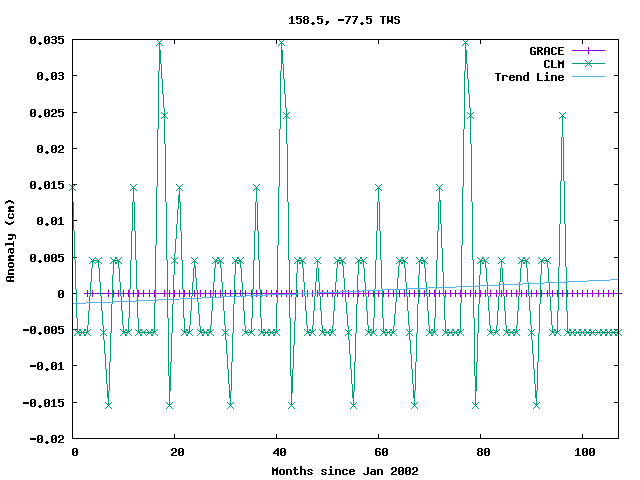 158.5, -77.5 TWS
0.035
0.03
0.025
0.02
0.015
0.01
0.005
0
-0.005
-0.01
-0.015
-0.02
Anomaly (cm)
GRACE
CLM
Trend Line
0 20 40 60 80 100
Months since Jan 2002